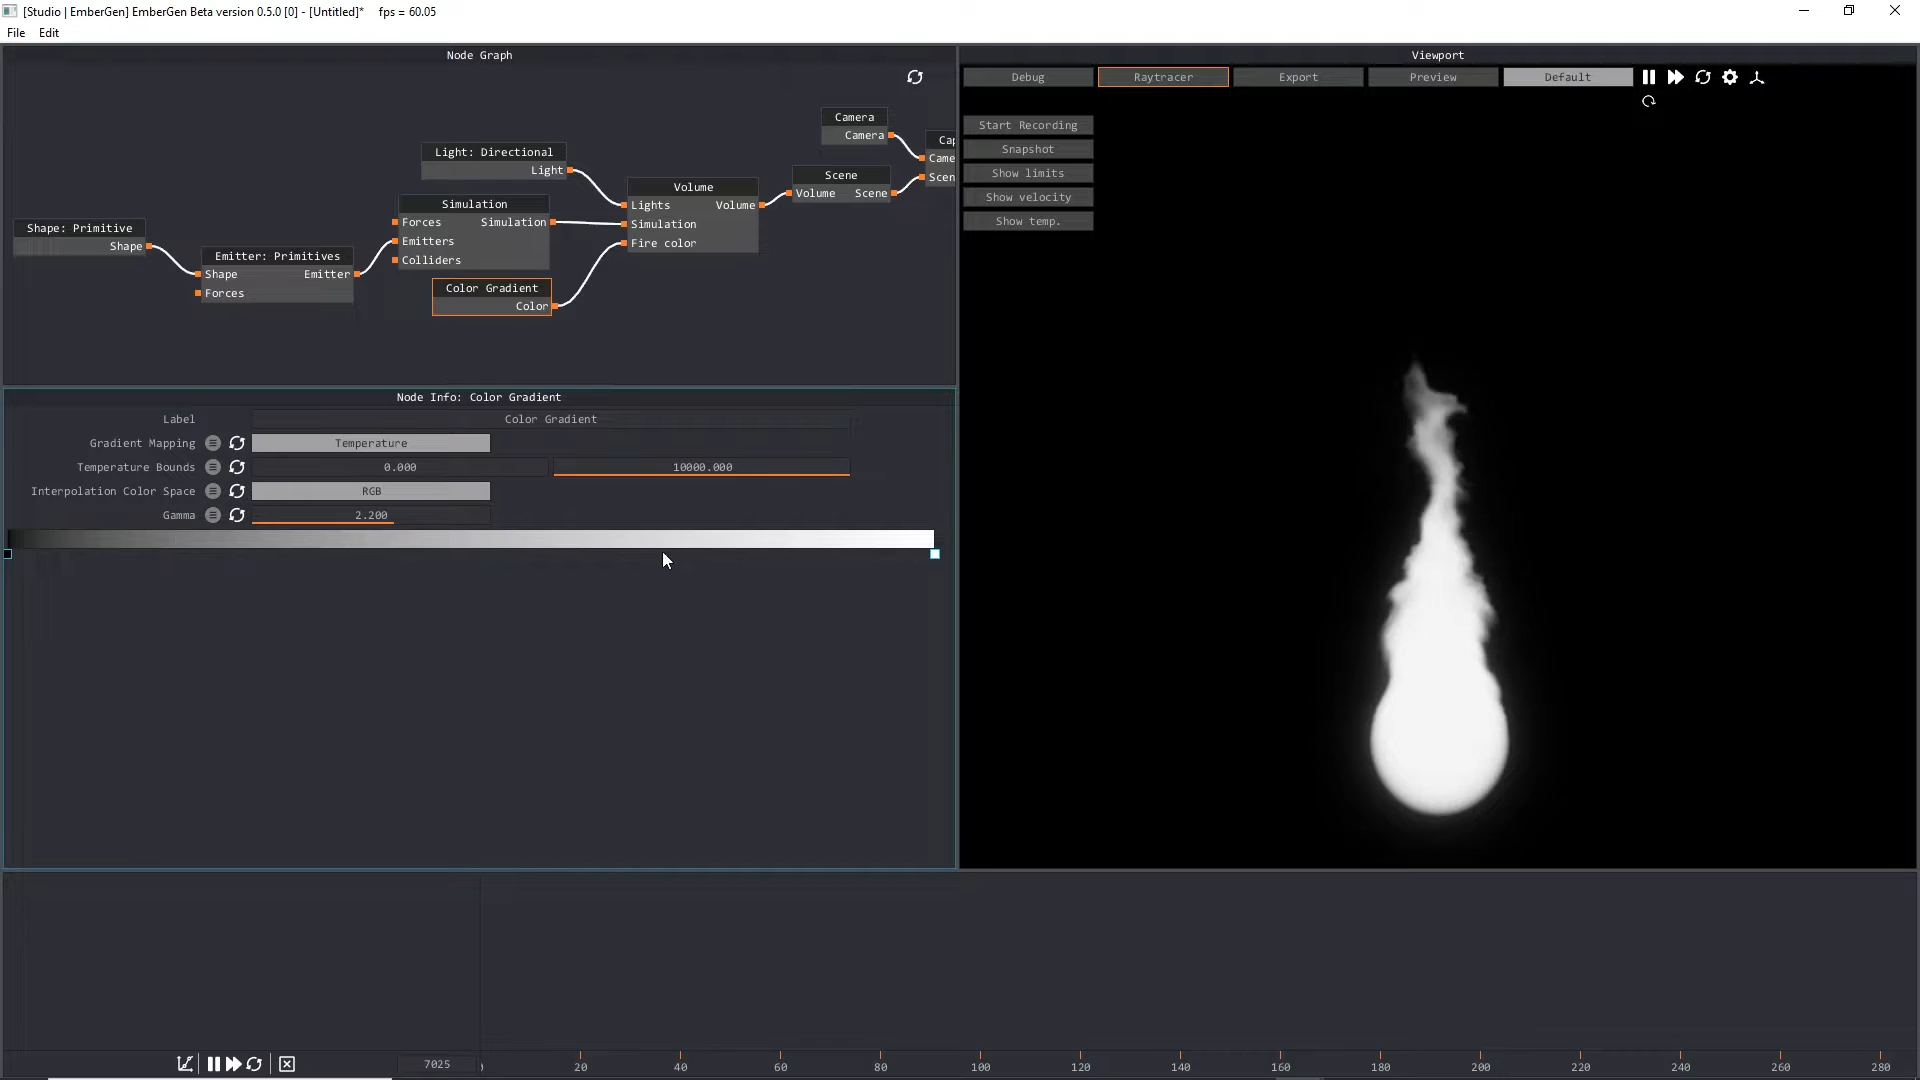 [Studio | EmberGen] EmberGen Beta version 0.5.0 [0] - [Untitled]* fps = 60.05
File Edit
Node Graph
Camera
Camera
Light: Directional
Light
Volume
Lights Volume
Simulation
Fire color
Scene
Volume Scene
Cap
Came
Scen
Simulation
Forces Simulation
Emitters
Colliders
Shape: Primitive
Shape
Emitter: Primitives
Shape Emitter
Forces
Color Gradient
Color
Node Info: Color Gradient
Label Color Gradient
Gradient Mapping Temperature
Temperature Bounds 0.000 10000.000
Interpolation Color Space RGB
Gamma 2.200
Viewport
Debug Raytracer Export Preview Default
Start Recording
Snapshot
Show limits
Show velocity
Show temp.
7025
20 40 60 80 100 120 140 160 180 200 220 240 260 280